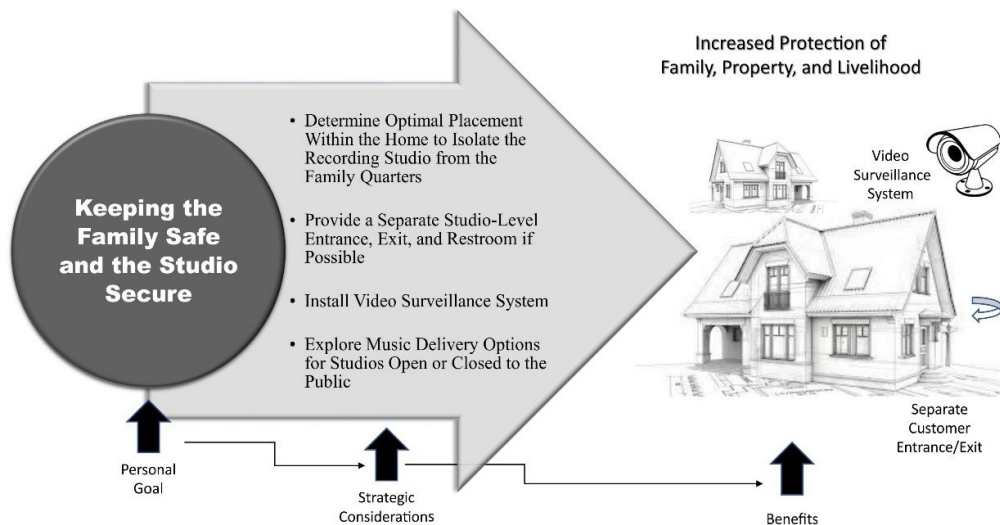 Increased Protection of
Family, Property, and Livelihood
Keeping the
Family Safe
and the Studio
Secure
• Determine Optimal Placement
Within the Home to Isolate the
Recording Studio from the
Family Quarters
• Provide a Separate Studio-Level
Entrance, Exit, and Restroom if
Possible
• Install Video Surveillance System
• Explore Music Delivery Options
for Studios Open or Closed to the
Public
Video
Surveillance
System
Separate
Customer
Entrance/Exit
Personal
Goal
Strategic
Considerations
Benefits